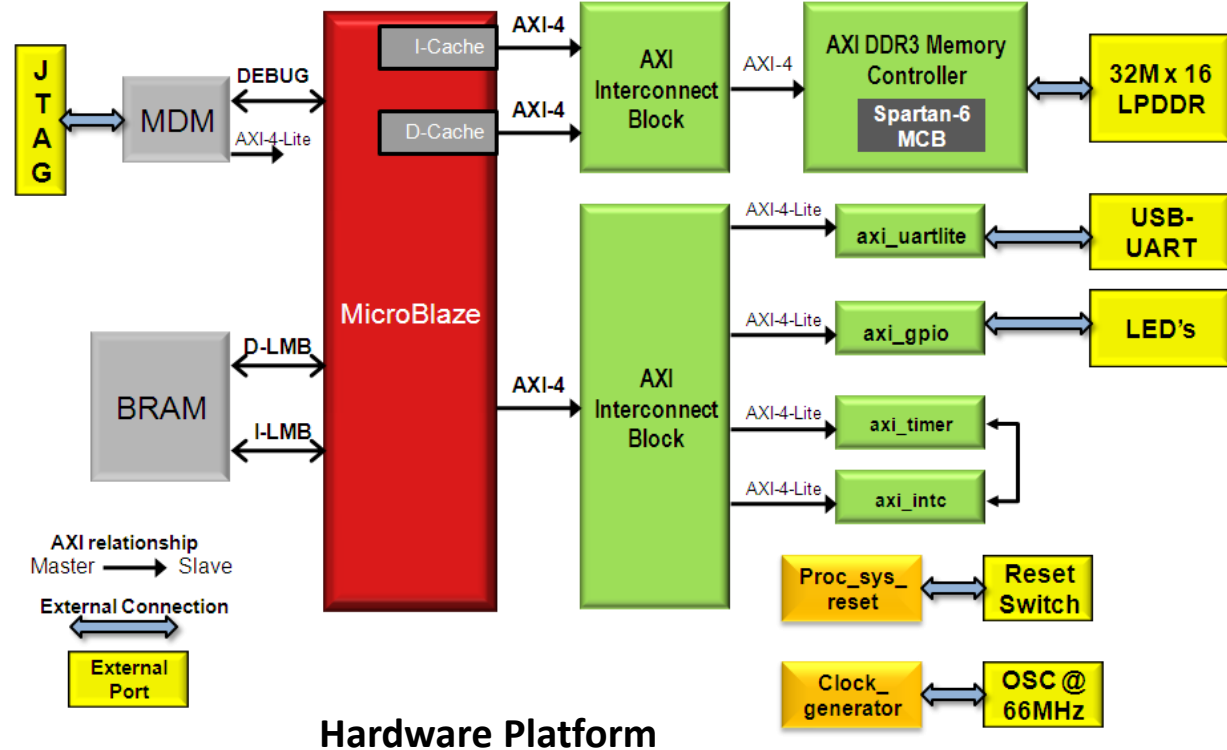 J
T
A
G
MDM
DEBUG
AXI-4-Lite
I-Cache
D-Cache
MicroBlaze
AXI-4
AXI-4
AXI
Interconnect
Block
AXI-4
AXI DDR3 Memory
Controller
Spartan-6
MCB
32M x 16
LPDDR
BRAM
D-LMB
I-LMB
AXI-4
AXI
Interconnect
Block
AXI-4-Lite
axi_uartlite
USB-
UART
AXI-4-Lite
axi_gpio
LED's
AXI-4-Lite
axi_timer
AXI-4-Lite
axi_intc
AXI relationship
Master Slave
External Connection
External
Port
Proc_sys_
reset
Reset
Switch
Clock_
generator
OSC @
66MHz
Hardware Platform